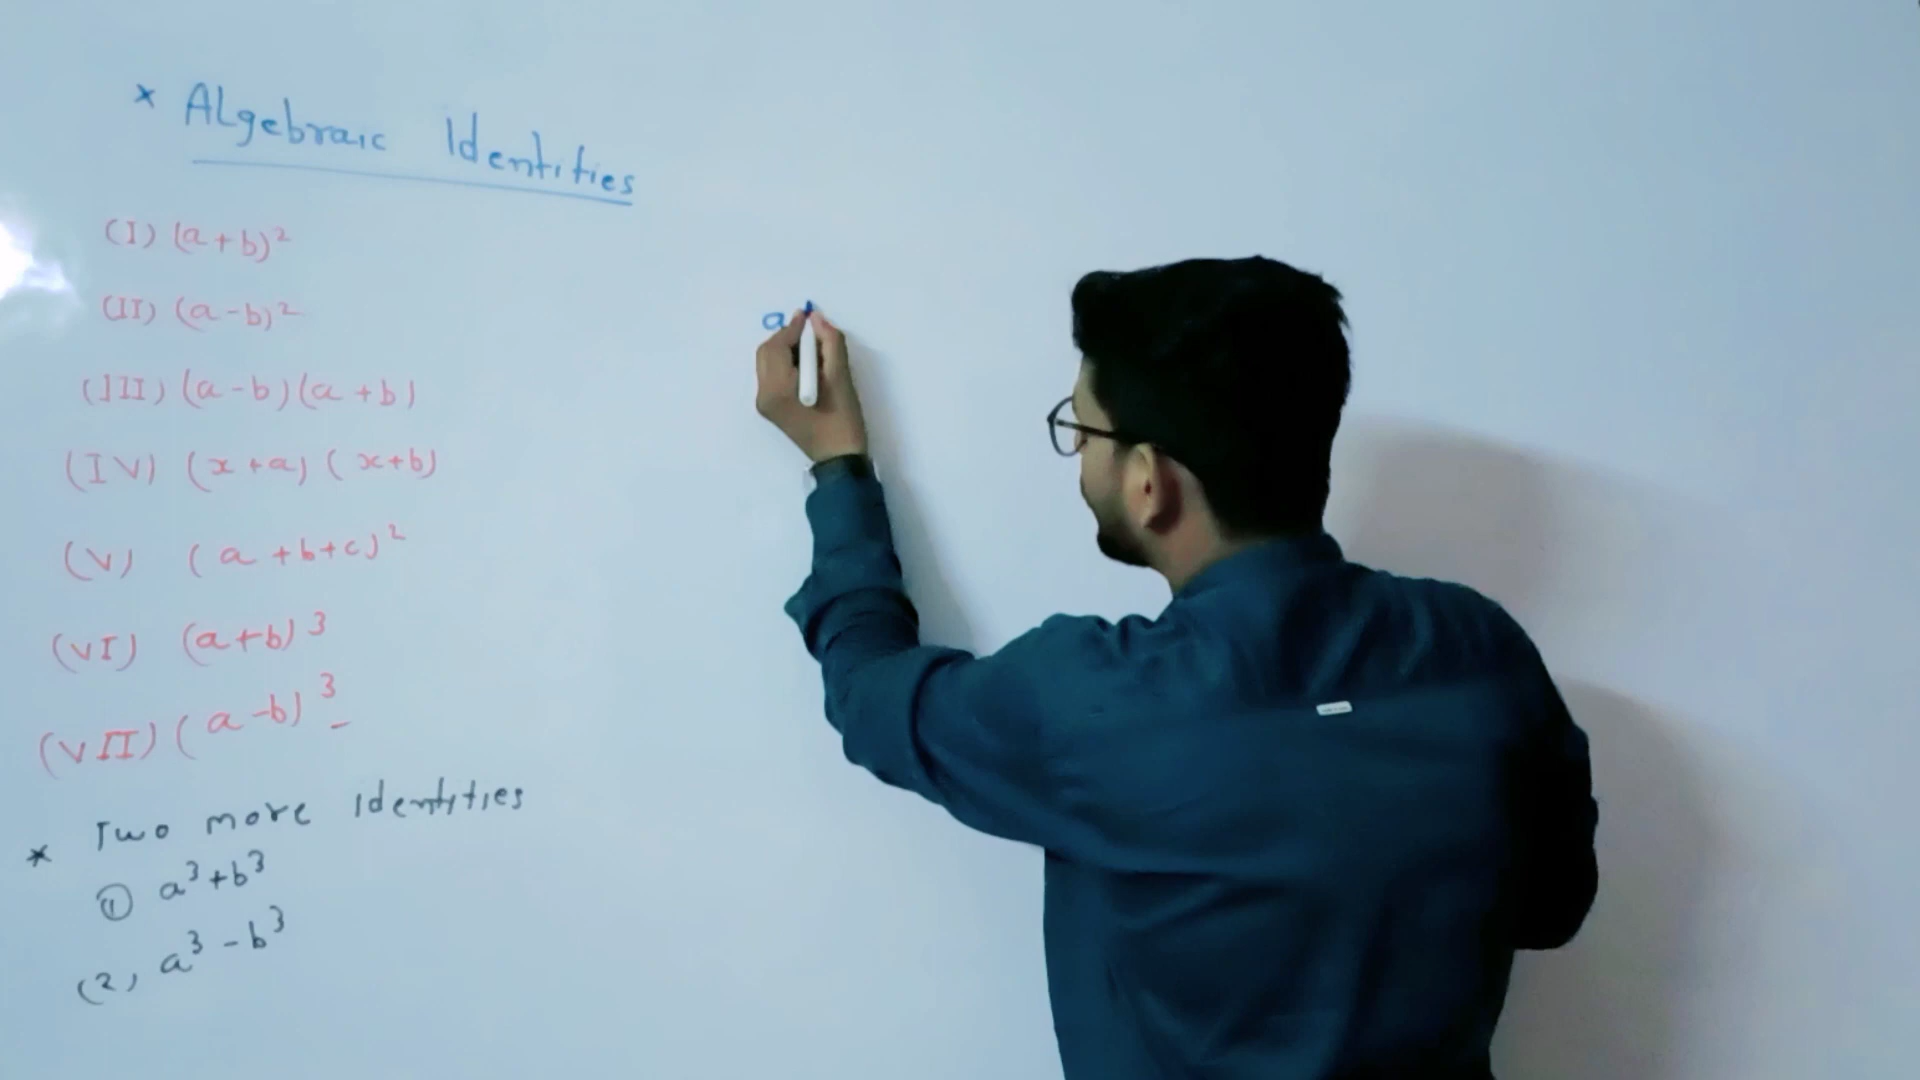 * Algebraic Identities
(I) (a+b)²
(II) (a-b)²
(III) (a-b)(a+b)
(IV) (x+a)(x+b)
(V) (a+b+c)²
(VI) (a+b)³
(VII) (a-b)³
* Two more identities
① a³+b³
(2) a³-b³
a